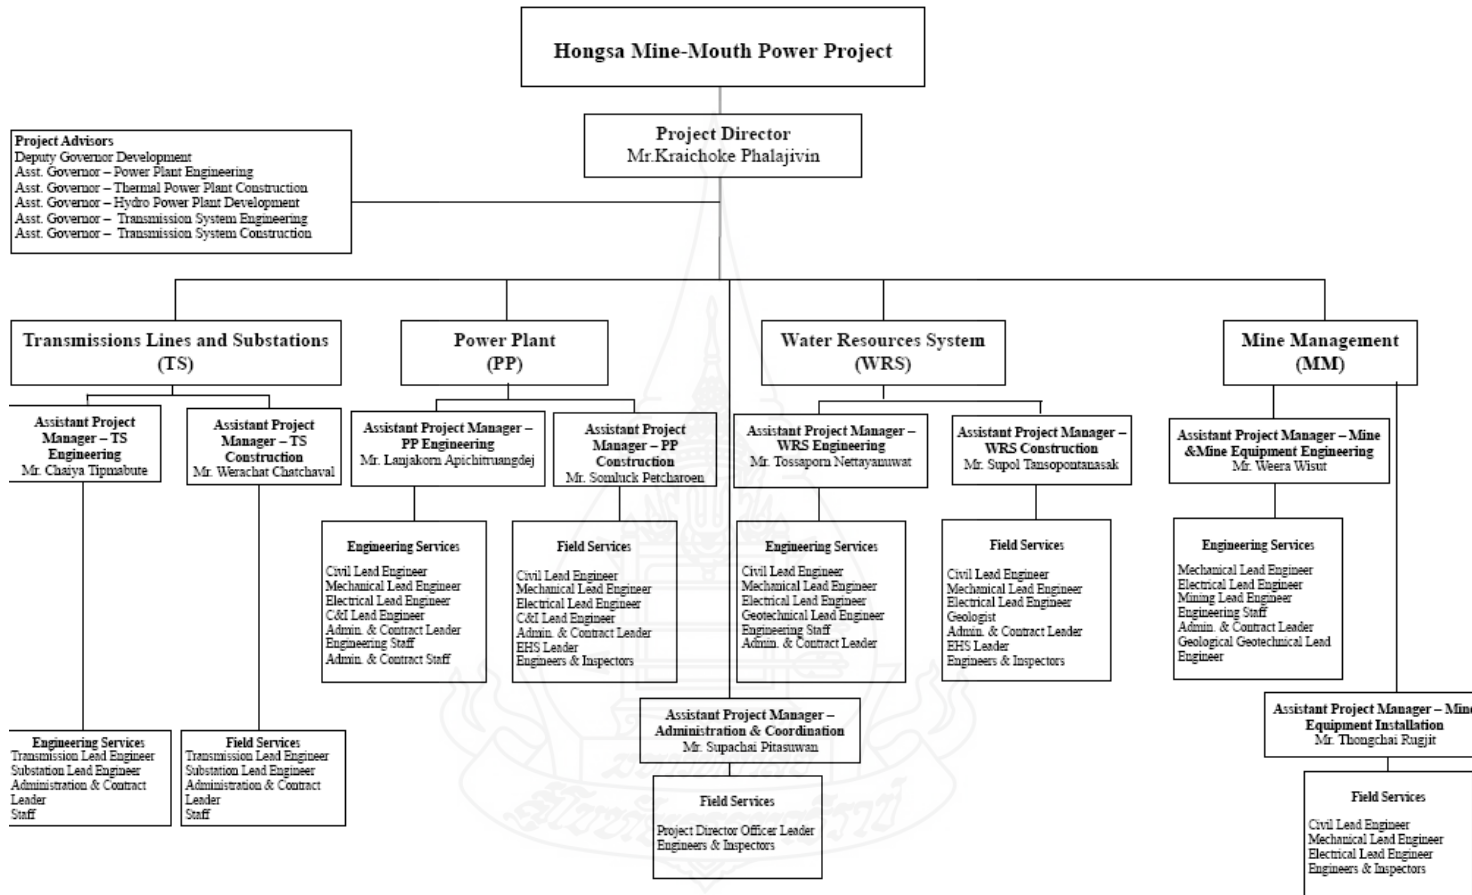 Hongsa Mine-Mouth Power Project
Project Director
Mr.Kraichoke Phalajivin
Project Advisors
Deputy Governor Development
Asst. Governor – Power Plant Engineering
Asst. Governor – Thermal Power Plant Construction
Asst. Governor – Hydro Power Plant Development
Asst. Governor –  Transmission System Engineering
Asst. Governor –  Transmission System Construction
Transmissions Lines and Substations
(TS)
Power Plant
(PP)
Water Resources System
(WRS)
Mine Management
(MM)
Assistant Project
Manager – TS
Engineering
Mr. Chaiya Tipmabute
Assistant Project
Manager – TS
Construction
Mr. Werachat Chatchaval
Assistant Project Manager –
PP Engineering
Mr. Lanjakorn Apichitruangdej
Assistant Project
Manager – PP
Construction
Mr. Somluck Petcharoen
Assistant Project Manager –
WRS Engineering
Mr. Tossaporn Nettayanuwat
Assistant Project Manager –
WRS Construction
Mr. Supol Tansopontanasak
Assistant Project Manager – Mine
&Mine Equipment Engineering
Mr. Weera Wisut
Engineering Services
Civil Lead Engineer
Mechanical Lead Engineer
Electrical Lead Engineer
C&I Lead Engineer
Admin. & Contract Leader
Engineering Staff
Admin. & Contract Staff
Field Services
Civil Lead Engineer
Mechanical Lead Engineer
Electrical Lead Engineer
C&I Lead Engineer
Admin. & Contract Leader
EHS Leader
Engineers & Inspectors
Engineering Services
Civil Lead Engineer
Mechanical Lead Engineer
Electrical Lead Engineer
Geotechnical Lead Engineer
Engineering Staff
Admin. & Contract Leader
Field Services
Civil Lead Engineer
Mechanical Lead Engineer
Electrical Lead Engineer
Geologist
Admin. & Contract Leader
EHS Leader
Engineers & Inspectors
Engineering Services
Mechanical Lead Engineer
Electrical Lead Engineer
Mining Lead Engineer
Engineering Staff
Admin. & Contract Leader
Geological Geotechnical Lead
Engineer
Assistant Project Manager –
Administration & Coordination
Mr. Supachai Pitasuwan
Assistant Project Manager – Mine
Equipment Installation
Mr. Thongchai Rugjit
Engineering Services
Transmission Lead Engineer
Substation Lead Engineer
Administration & Contract
Leader
Staff
Field Services
Transmission Lead Engineer
Substation Lead Engineer
Administration & Contract
Leader
Staff
Field Services
Project Director Officer Leader
Engineers & Inspectors
Field Services
Civil Lead Engineer
Mechanical Lead Engineer
Electrical Lead Engineer
Engineers & Inspectors